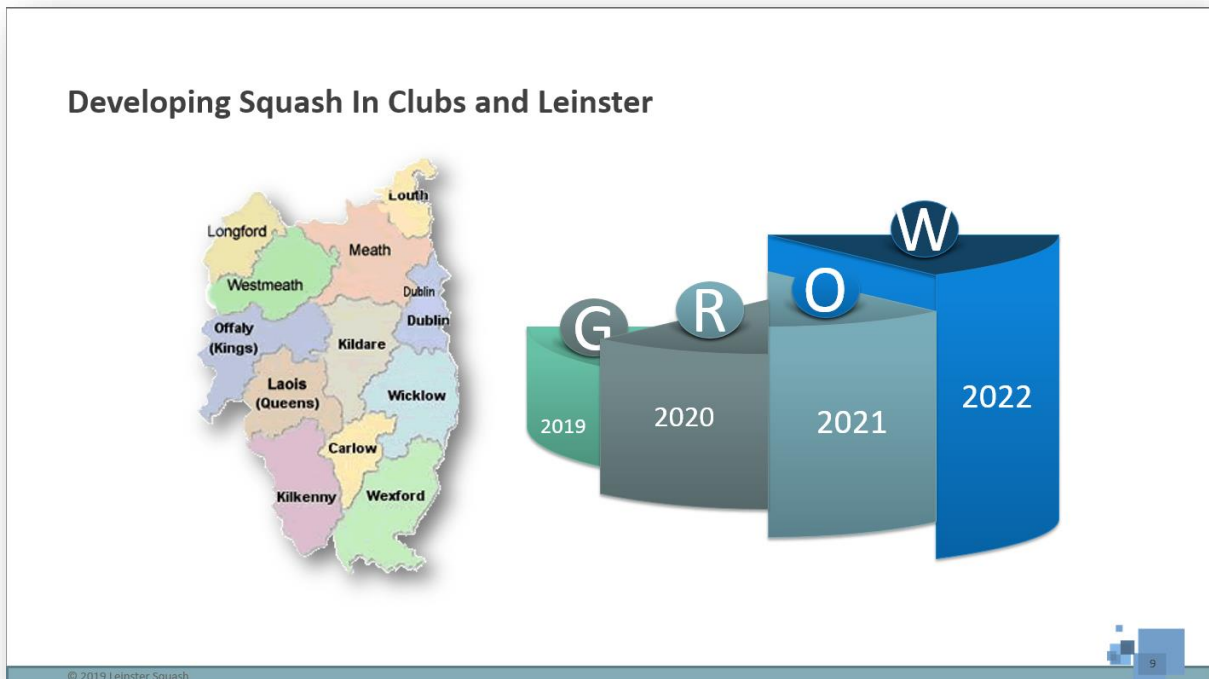 Developing Squash In Clubs and Leinster
Louth
Longford
Meath
Westmeath
Dublin
Offaly
(Kings)
Dublin
Kildare
Laois
(Queens)
Wicklow
Carlow
Kilkenny
Wexford
G
R
O
W
2019
2020
2021
2022
© 2019 Leinster Squash
9